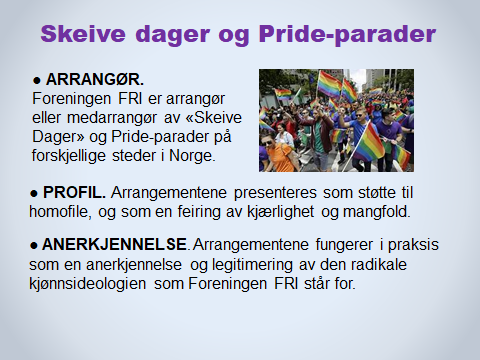 Skeive dager og Pride-parader
● ARRANGØR.
Foreningen FRI er arrangør
eller medarrangør av «Skeive
Dager» og Pride-parader på
forskjellige steder i Norge.
● PROFIL. Arrangementene presenteres som støtte til
homofile, og som en feiring av kjærlighet og mangfold.
● ANERKJENNELSE. Arrangementene fungerer i praksis
som en anerkjennelse og legitimering av den radikale
kjønnsideologien som Foreningen FRI står for.